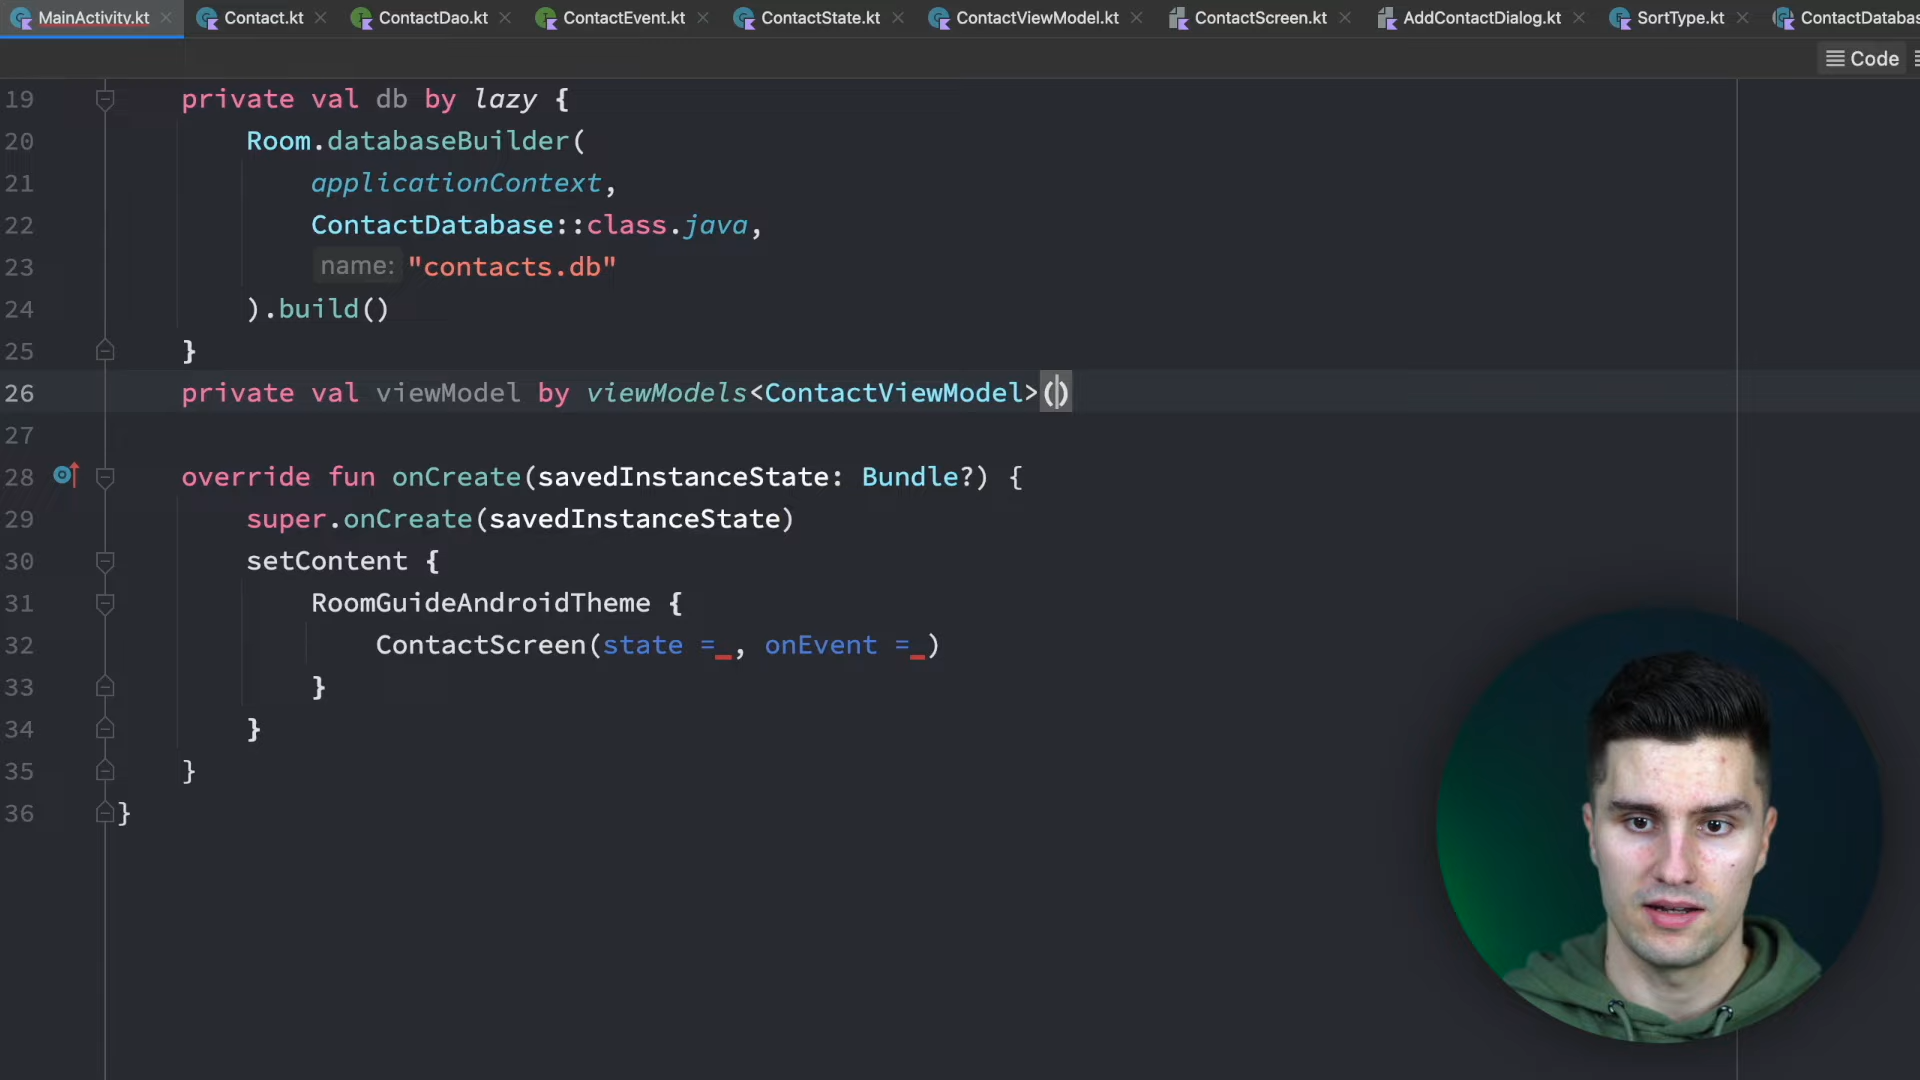 MainActivity.kt Contact.kt ContactDao.kt ContactEvent.kt ContactState.kt ContactViewModel.kt ContactScreen.kt AddContactDialog.kt SortType.kt ContactDatabas
Code
19 private val db by lazy {
20 Room.databaseBuilder(
21 applicationContext,
22 ContactDatabase::class.java,
23 name: "contacts.db"
24 ).build()
25 }
26 private val viewModel by viewModels<ContactViewModel>()
27
28 override fun onCreate(savedInstanceState: Bundle?) {
29 super.onCreate(savedInstanceState)
30 setContent {
31 RoomGuideAndroidTheme {
32 ContactScreen(state =_, onEvent =_)
33 }
34 }
35 }
36 }